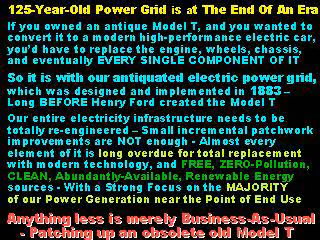 125-Year-Old Power Grid is at The End Of An Era
If you owned an antique Model T, and you wanted to
convert it to a modern high-performance electric car,
you'd have to replace the engine, wheels, chassis,
and eventually EVERY SINGLE COMPONENT OF IT
So it is with our antiquated electric power grid,
which was designed and implemented in 1883 –
Long BEFORE Henry Ford created the Model T
Our entire electricity infrastructure needs to be
totally re-engineered – Small incremental patchwork
improvements are NOT enough - Almost every
element of it is long overdue for total replacement
with modern technology, and FREE, ZERO-Pollution,
CLEAN, Abundantly-Available, Renewable Energy
sources - With a Strong Focus on the MAJORITY
of our Power Generation near the Point of End Use
Anything less is merely Business-As-Usual
- Patching up an obsolete old Model T